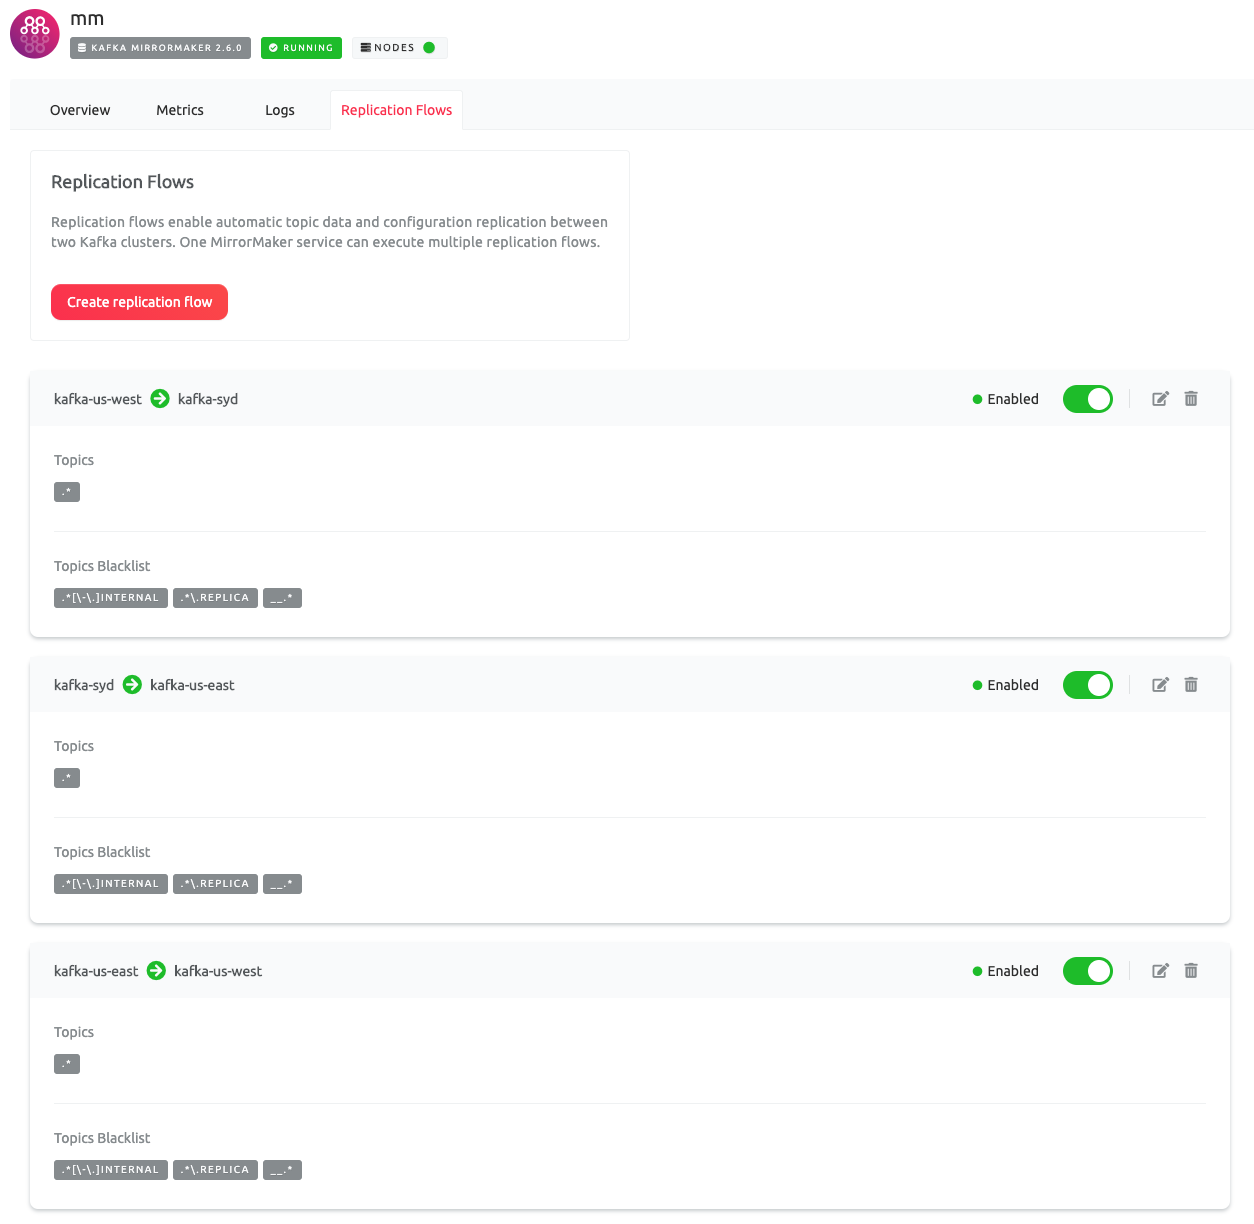 mm
KAFKA MIRRORMAKER 2.6.0 RUNNING NODES
Overview Metrics Logs Replication Flows
Replication Flows
Replication flows enable automatic topic data and configuration replication between
two Kafka clusters. One MirrorMaker service can execute multiple replication flows.
Create replication flow
kafka-us-west kafka-syd Enabled
Topics
.*
Topics Blacklist
.*[\-\.]INTERNAL .*\.REPLICA __.*
kafka-syd kafka-us-east Enabled
Topics
.*
Topics Blacklist
.*[\-\.]INTERNAL .*\.REPLICA __.*
kafka-us-east kafka-us-west Enabled
Topics
.*
Topics Blacklist
.*[\-\.]INTERNAL .*\.REPLICA __.*